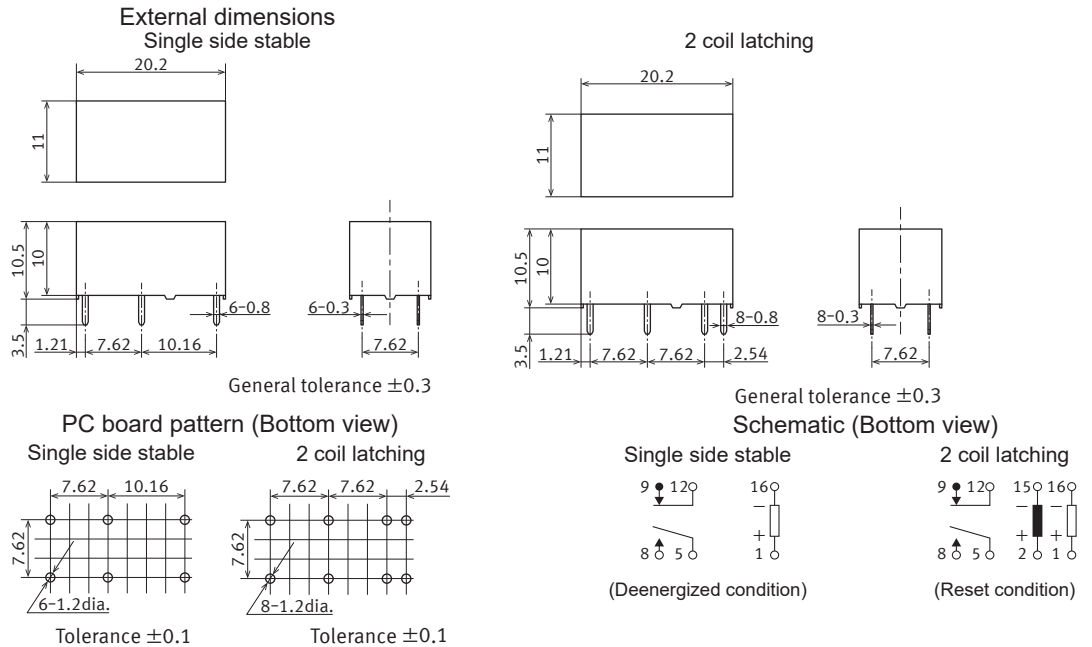 External dimensions
Single side stable
2 coil latching
20.2
11
10.5
10
3.5
1.21
7.62
10.16
6-0.8
6-0.3
7.62
General tolerance ±0.3
20.2
11
10.5
10
3.5
1.21
7.62
7.62
2.54
8-0.8
8-0.3
7.62
General tolerance ±0.3
PC board pattern (Bottom view)
Single side stable
2 coil latching
7.62
10.16
7.62
6-1.2dia.
Tolerance ±0.1
7.62
7.62
2.54
7.62
8-1.2dia.
Tolerance ±0.1
Schematic (Bottom view)
Single side stable
2 coil latching
9 12 16
−
+
8 5 1
(Deenergized condition)
9 12 15 16
− −
+ +
8 5 2 1
(Reset condition)